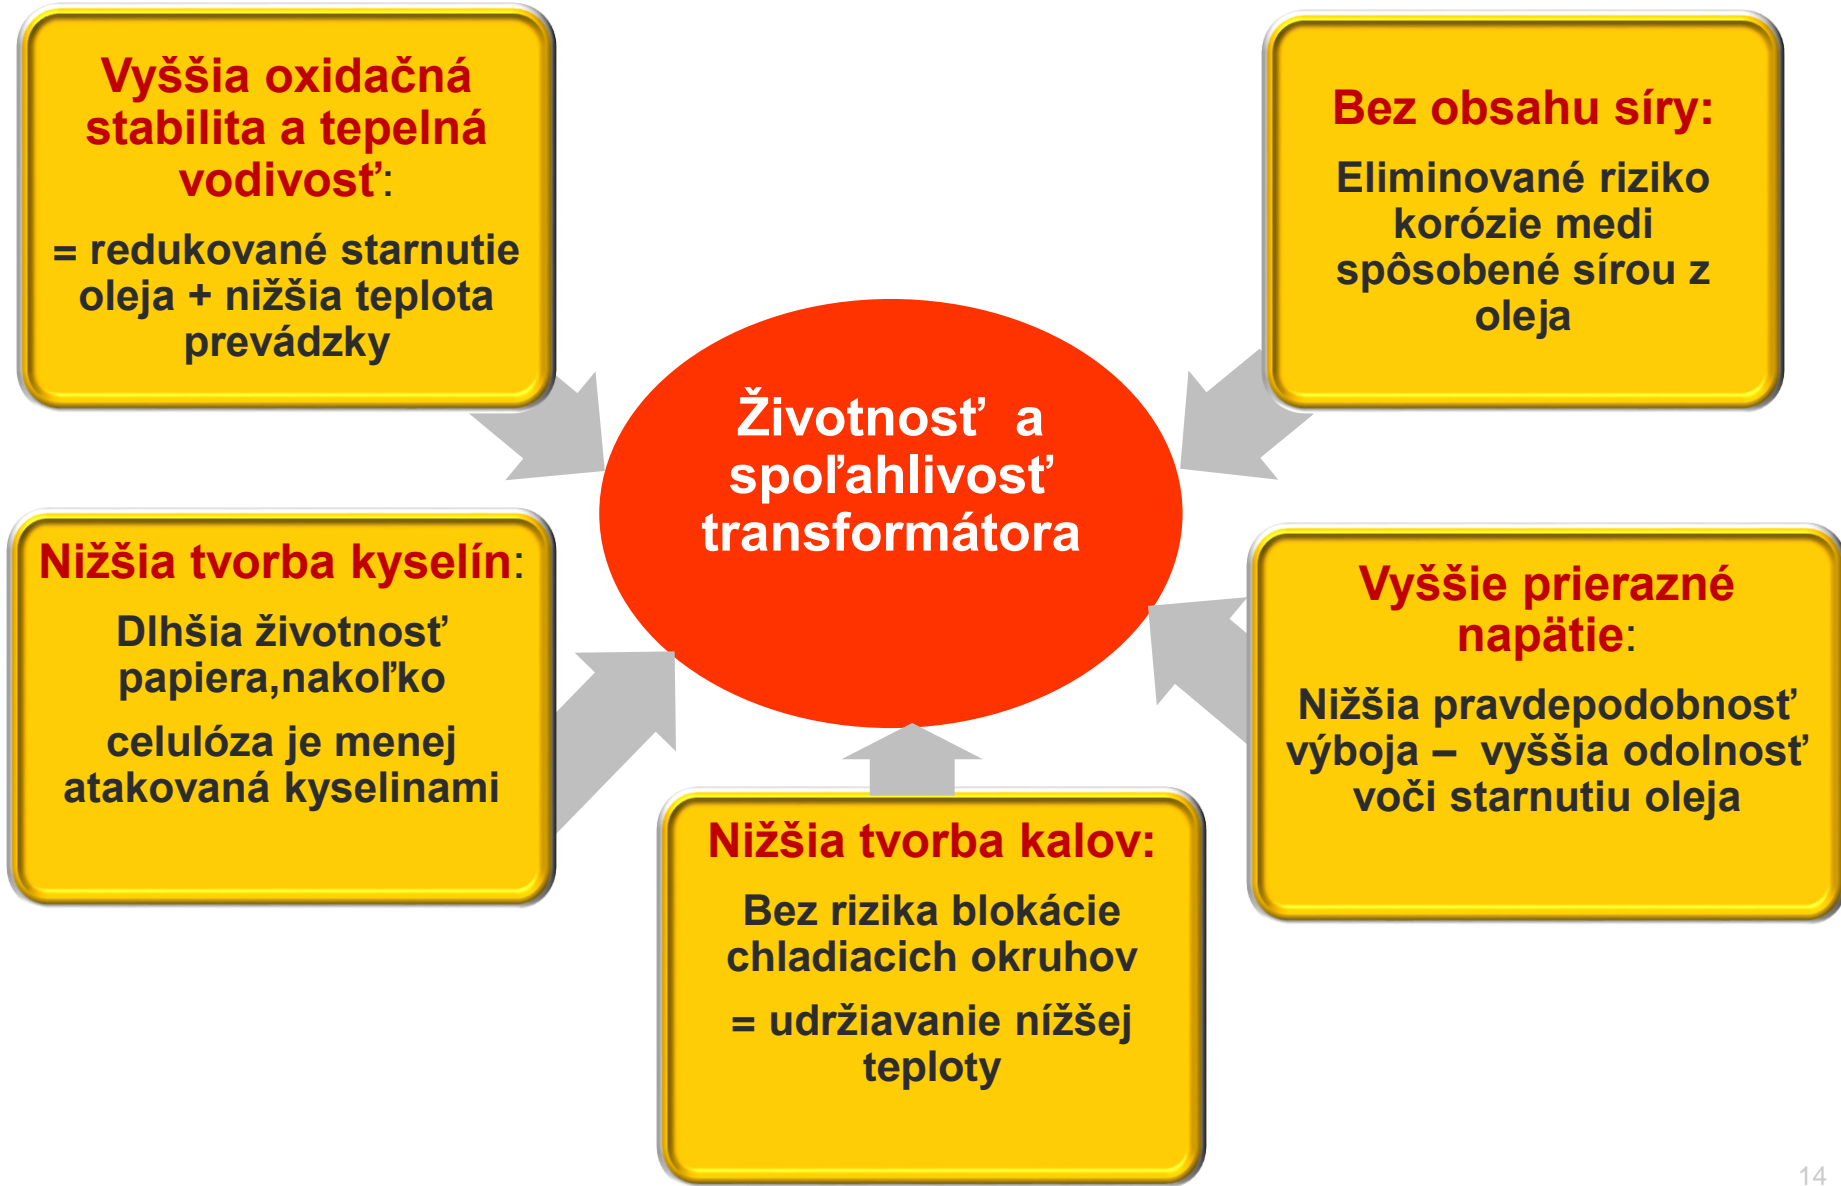 Vyššia oxidačná
stabilita a tepelná
vodivosť:
= redukované starnutie
oleja + nižšia teplota
prevádzky
Bez obsahu síry:
Eliminované riziko
korózie medi
spôsobené sírou z
oleja
Životnosť a
spoľahlivosť
transformátora
Nižšia tvorba kyselín:
Dlhšia životnosť
papiera,nakoľko
celulóza je menej
atakovaná kyselinami
Vyššie prierazné
napätie:
Nižšia pravdepodobnosť
výboja – vyššia odolnosť
voči starnutiu oleja
Nižšia tvorba kalov:
Bez rizika blokácie
chladiacich okruhov
= udržiavanie nížšej
teploty
14